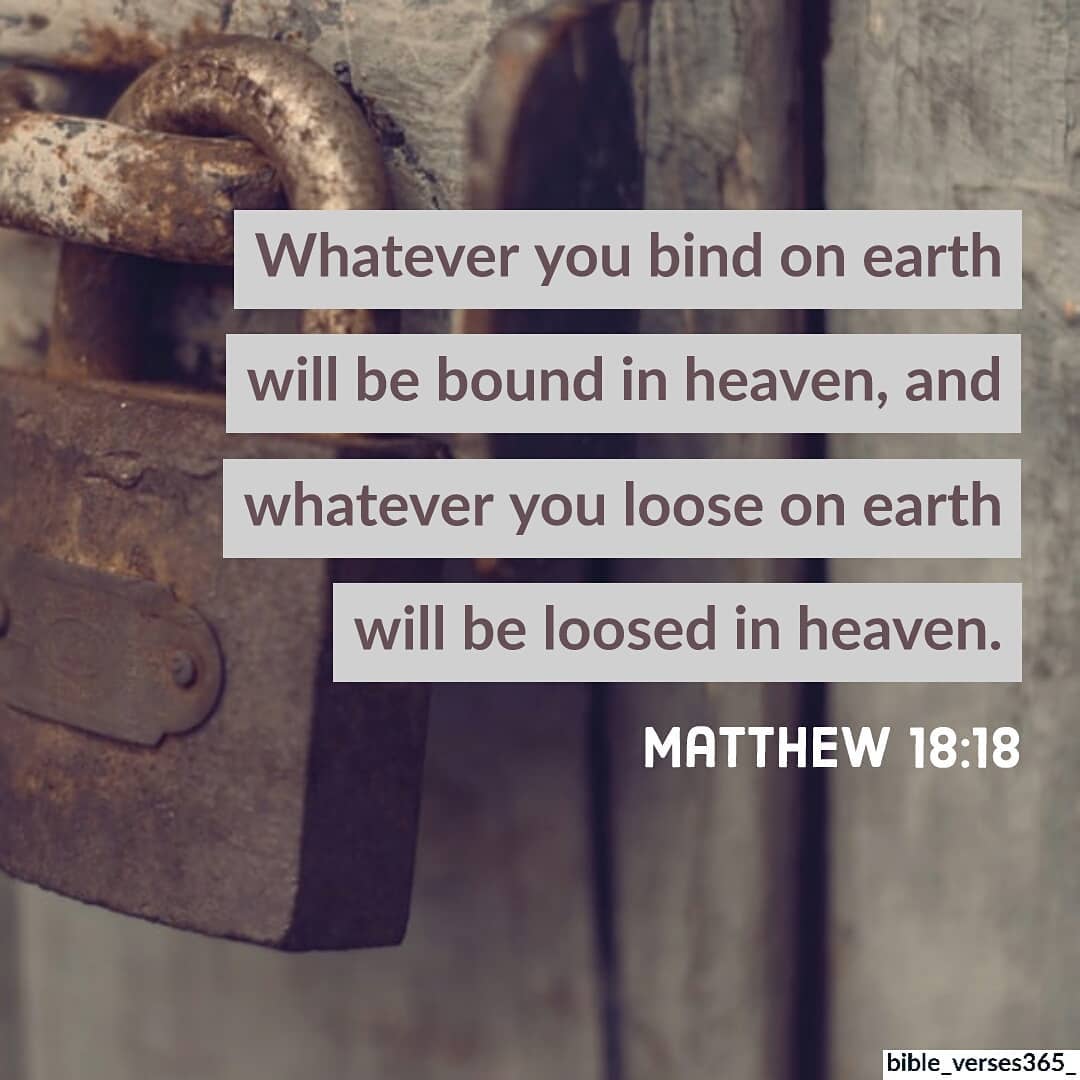 Whatever you bind on earth
will be bound in heaven, and
whatever you loose on earth
will be loosed in heaven.
MATTHEW 18:18
bible_verses365_